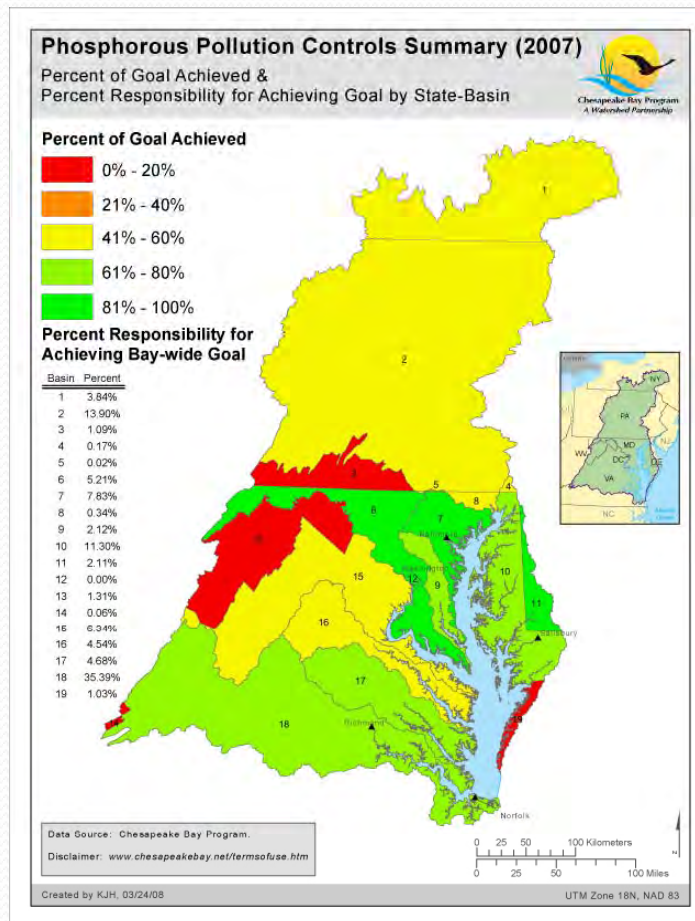 Phosphorous Pollution Controls Summary (2007)
Percent of Goal Achieved &
Percent Responsibility for Achieving Goal by State-Basin
Chesapeake Bay Program
A Watershed Partnership
Percent of Goal Achieved
0% - 20%
21% - 40%
41% - 60%
61% - 80%
81% - 100%
Percent Responsibility for
Achieving Bay-wide Goal
Basin Percent
1 3.84%
2 13.90%
3 1.09%
4 0.17%
5 0.02%
6 5.21%
7 7.83%
8 0.34%
9 2.12%
10 11.30%
11 2.11%
12 0.00%
13 1.31%
14 0.06%
15 6.34%
16 4.54%
17 4.68%
18 35.39%
19 1.03%
1
2
3
5
4
8
6
7
Baltimore
Washington
12
9
10
11
15
16
Salisbury
17
18
Richmond
19
14
Norfolk
NY
PA
NJ
MD
WV
DC
DE
VA
NC
Data Source: Chesapeake Bay Program.
Disclaimer: www.chesapeakebay.net/termsofuse.htm
0 25 50 100 Kilometers
0 25 50 100 Miles
Created by KJH, 03/24/08
UTM Zone 18N, NAD 83